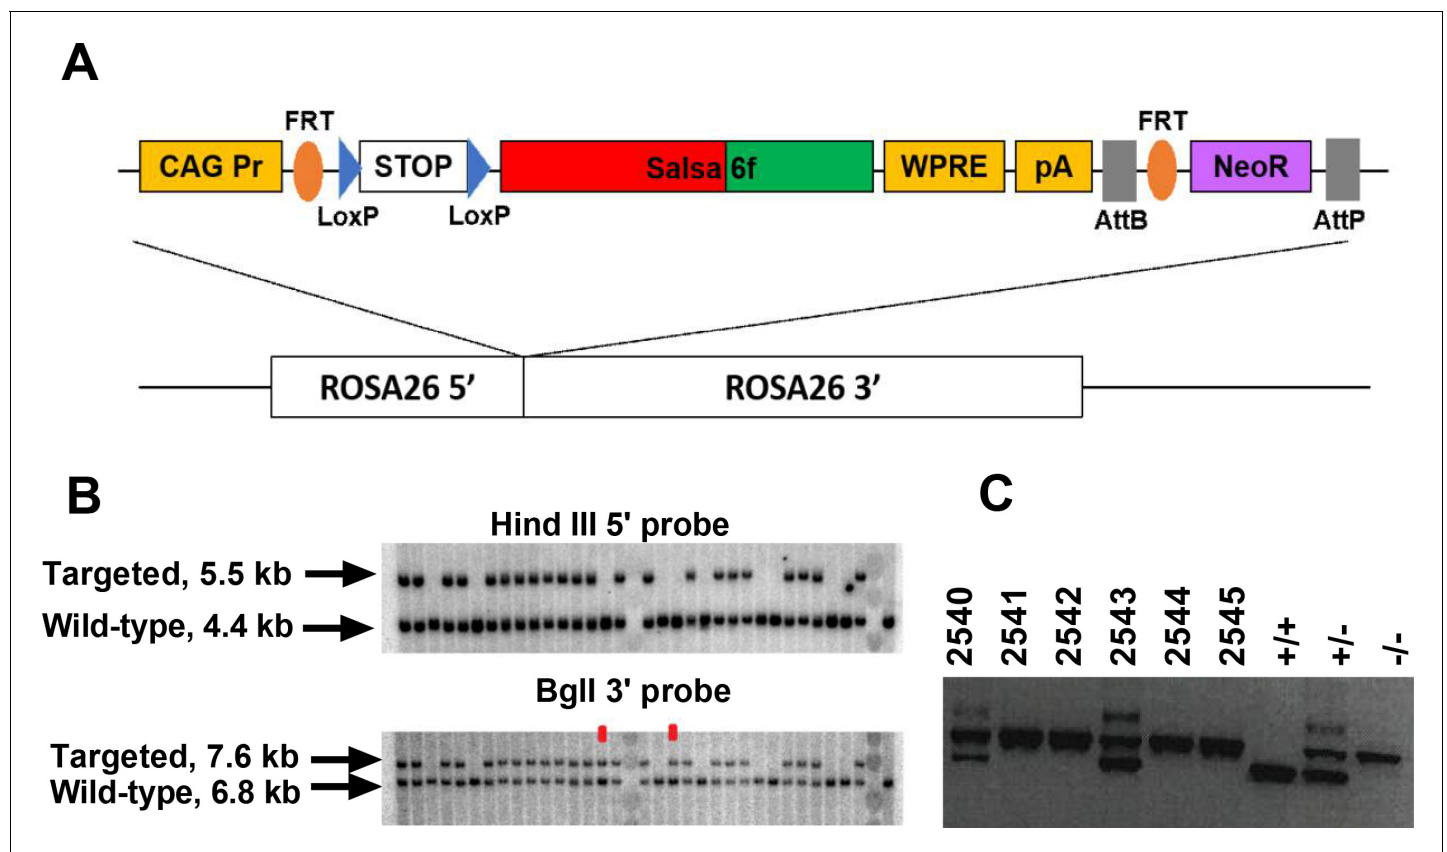 A
FRT
FRT
CAG Pr
STOP
Salsa 6f
WPRE
pA
NeoR
LoxP
LoxP
AttB
AttP
ROSA26 5’
ROSA26 3’
B
Hind III 5' probe
Targeted, 5.5 kb
Wild-type, 4.4 kb
BglI 3' probe
Targeted, 7.6 kb
Wild-type, 6.8 kb
C
2540
2541
2542
2543
2544
2545
+/+
+/-
-/-